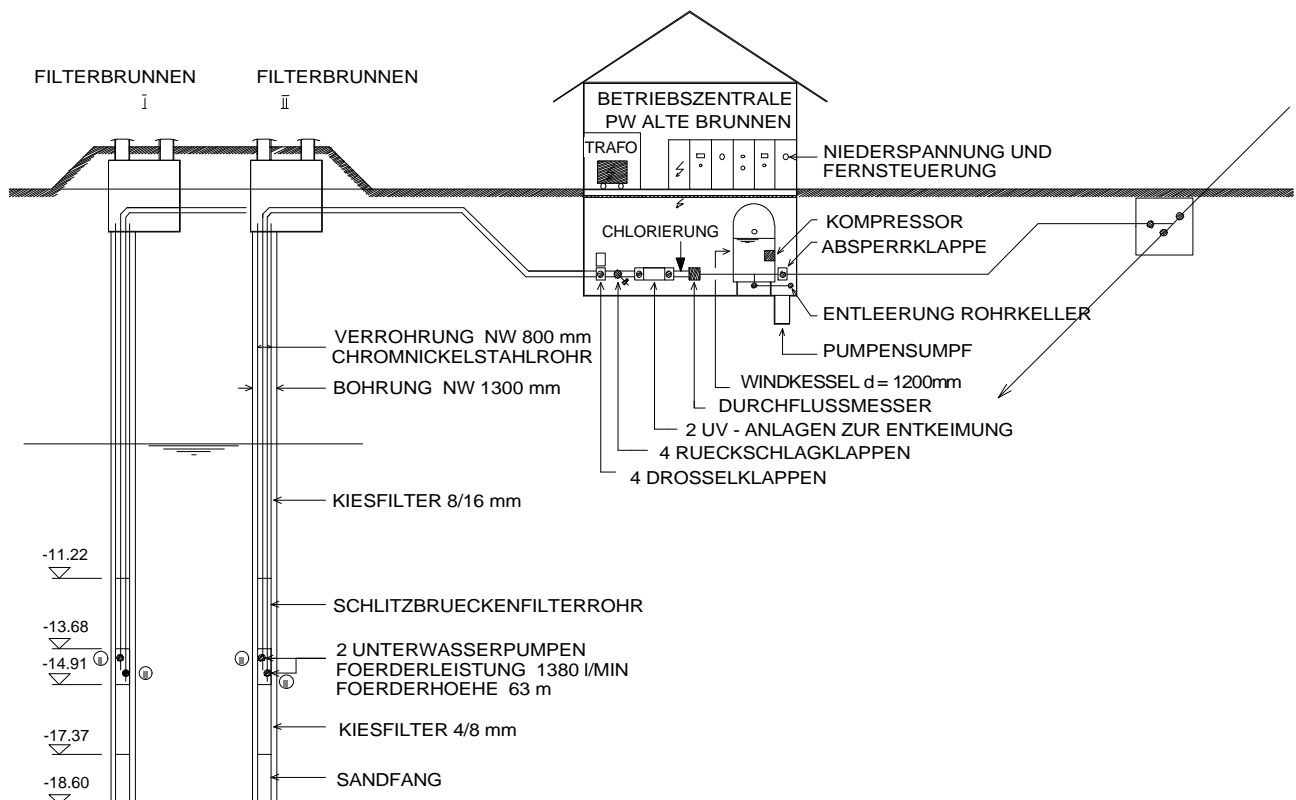 FILTERBRUNNEN
I
FILTERBRUNNEN
II
BETRIEBSZENTRALE
PW ALTE BRUNNEN
TRAFO
NIEDERSPANNUNG UND
FERNSTEUERUNG
CHLORIERUNG
KOMPRESSOR
ABSPERRKLAPPE
ENTLEERUNG ROHRKELLER
PUMPENSUMPF
WINDKESSEL d = 1200mm
DURCHFLUSSMESSER
2 UV - ANLAGEN ZUR ENTKEIMUNG
4 RUECKSCHLAGKLAPPEN
4 DROSSELKLAPPEN
VERROHRUNG NW 800 mm
CHROMNICKELSTAHLROHR
BOHRUNG NW 1300 mm
KIESFILTER 8/16 mm
-11.22
SCHLITZBRUECKENFILTERROHR
-13.68
-14.91
2 UNTERWASSERPUMPEN
FOERDERLEISTUNG 1380 l/MIN
FOERDERHOEHE 63 m
KIESFILTER 4/8 mm
-17.37
SANDFANG
-18.60